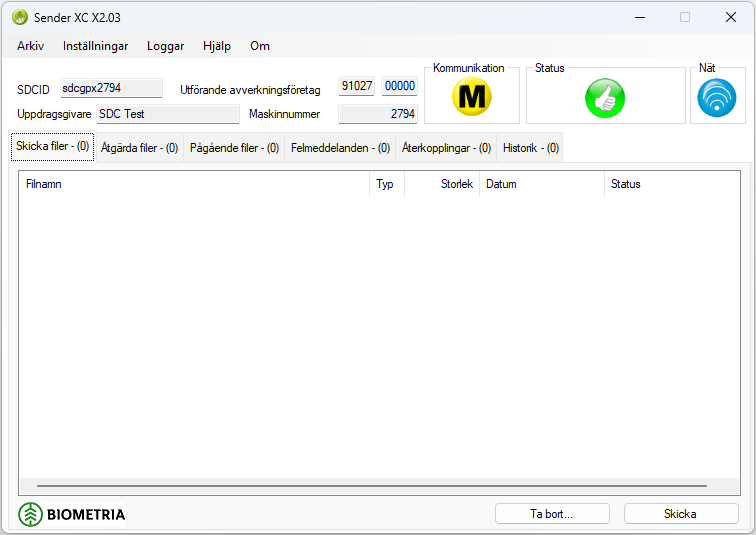 Sender XC X2.03
Arkiv Inställningar Loggar Hjälp Om
SDCID sdcgpx2794 Utförande avverkningsföretag 91027 00000
Uppdragsgivare SDC Test Maskinnummer 2794
Kommunikation Status Nät
M
Skicka filer - (0) Åtgärda filer - (0) Pågående filer - (0) Felmeddelanden - (0) Återkopplingar - (0) Historik - (0)
Filnamn Typ Storlek Datum Status
BIOMETRIA Ta bort... Skicka